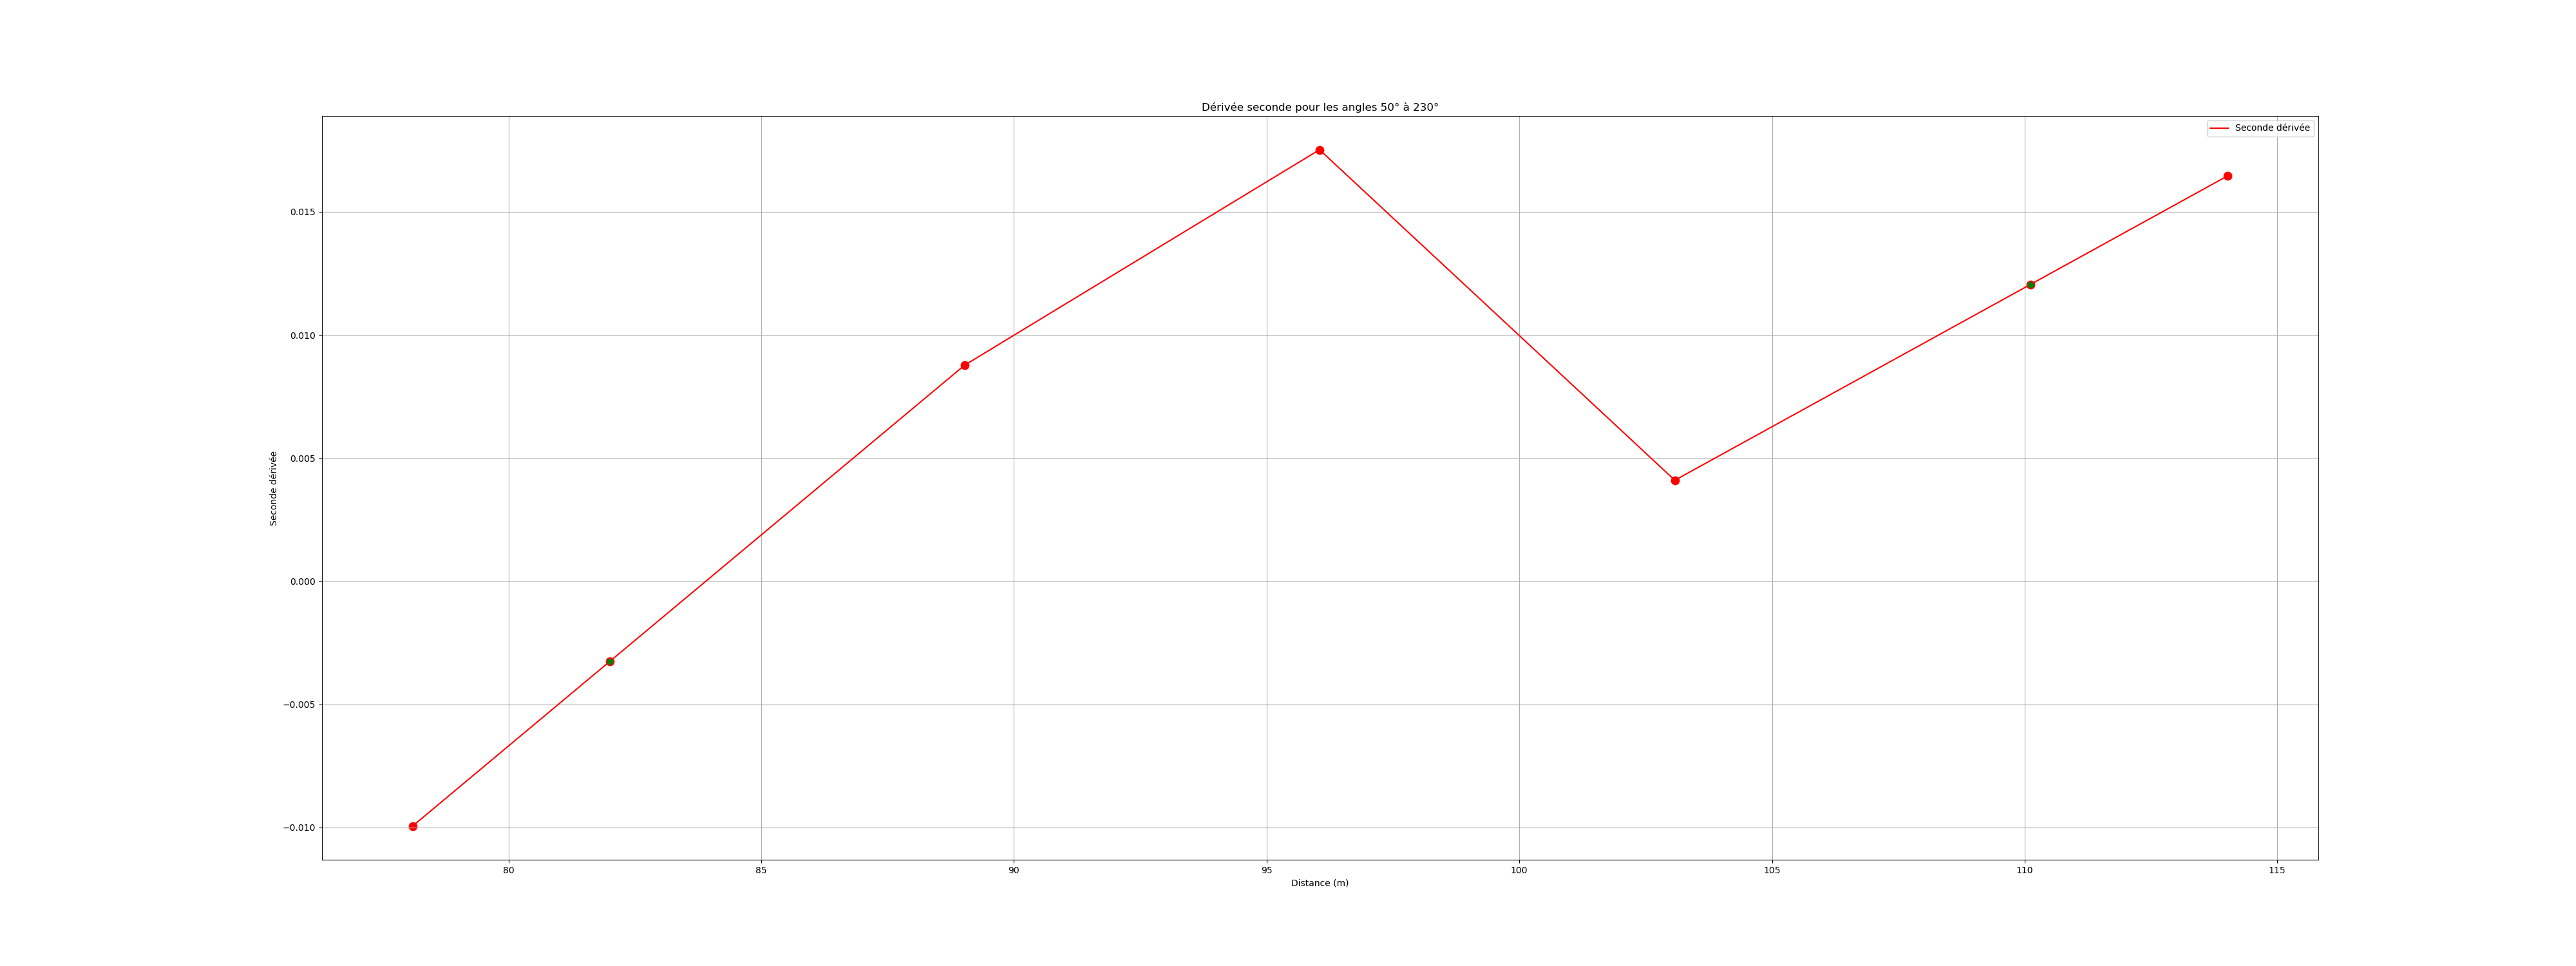 Dérivée seconde pour les angles 50° à 230°
Seconde dérivée
0.015
0.010
0.005
0.000
−0.005
−0.010
Seconde dérivée
80 85 90 95 100 105 110 115
Distance (m)